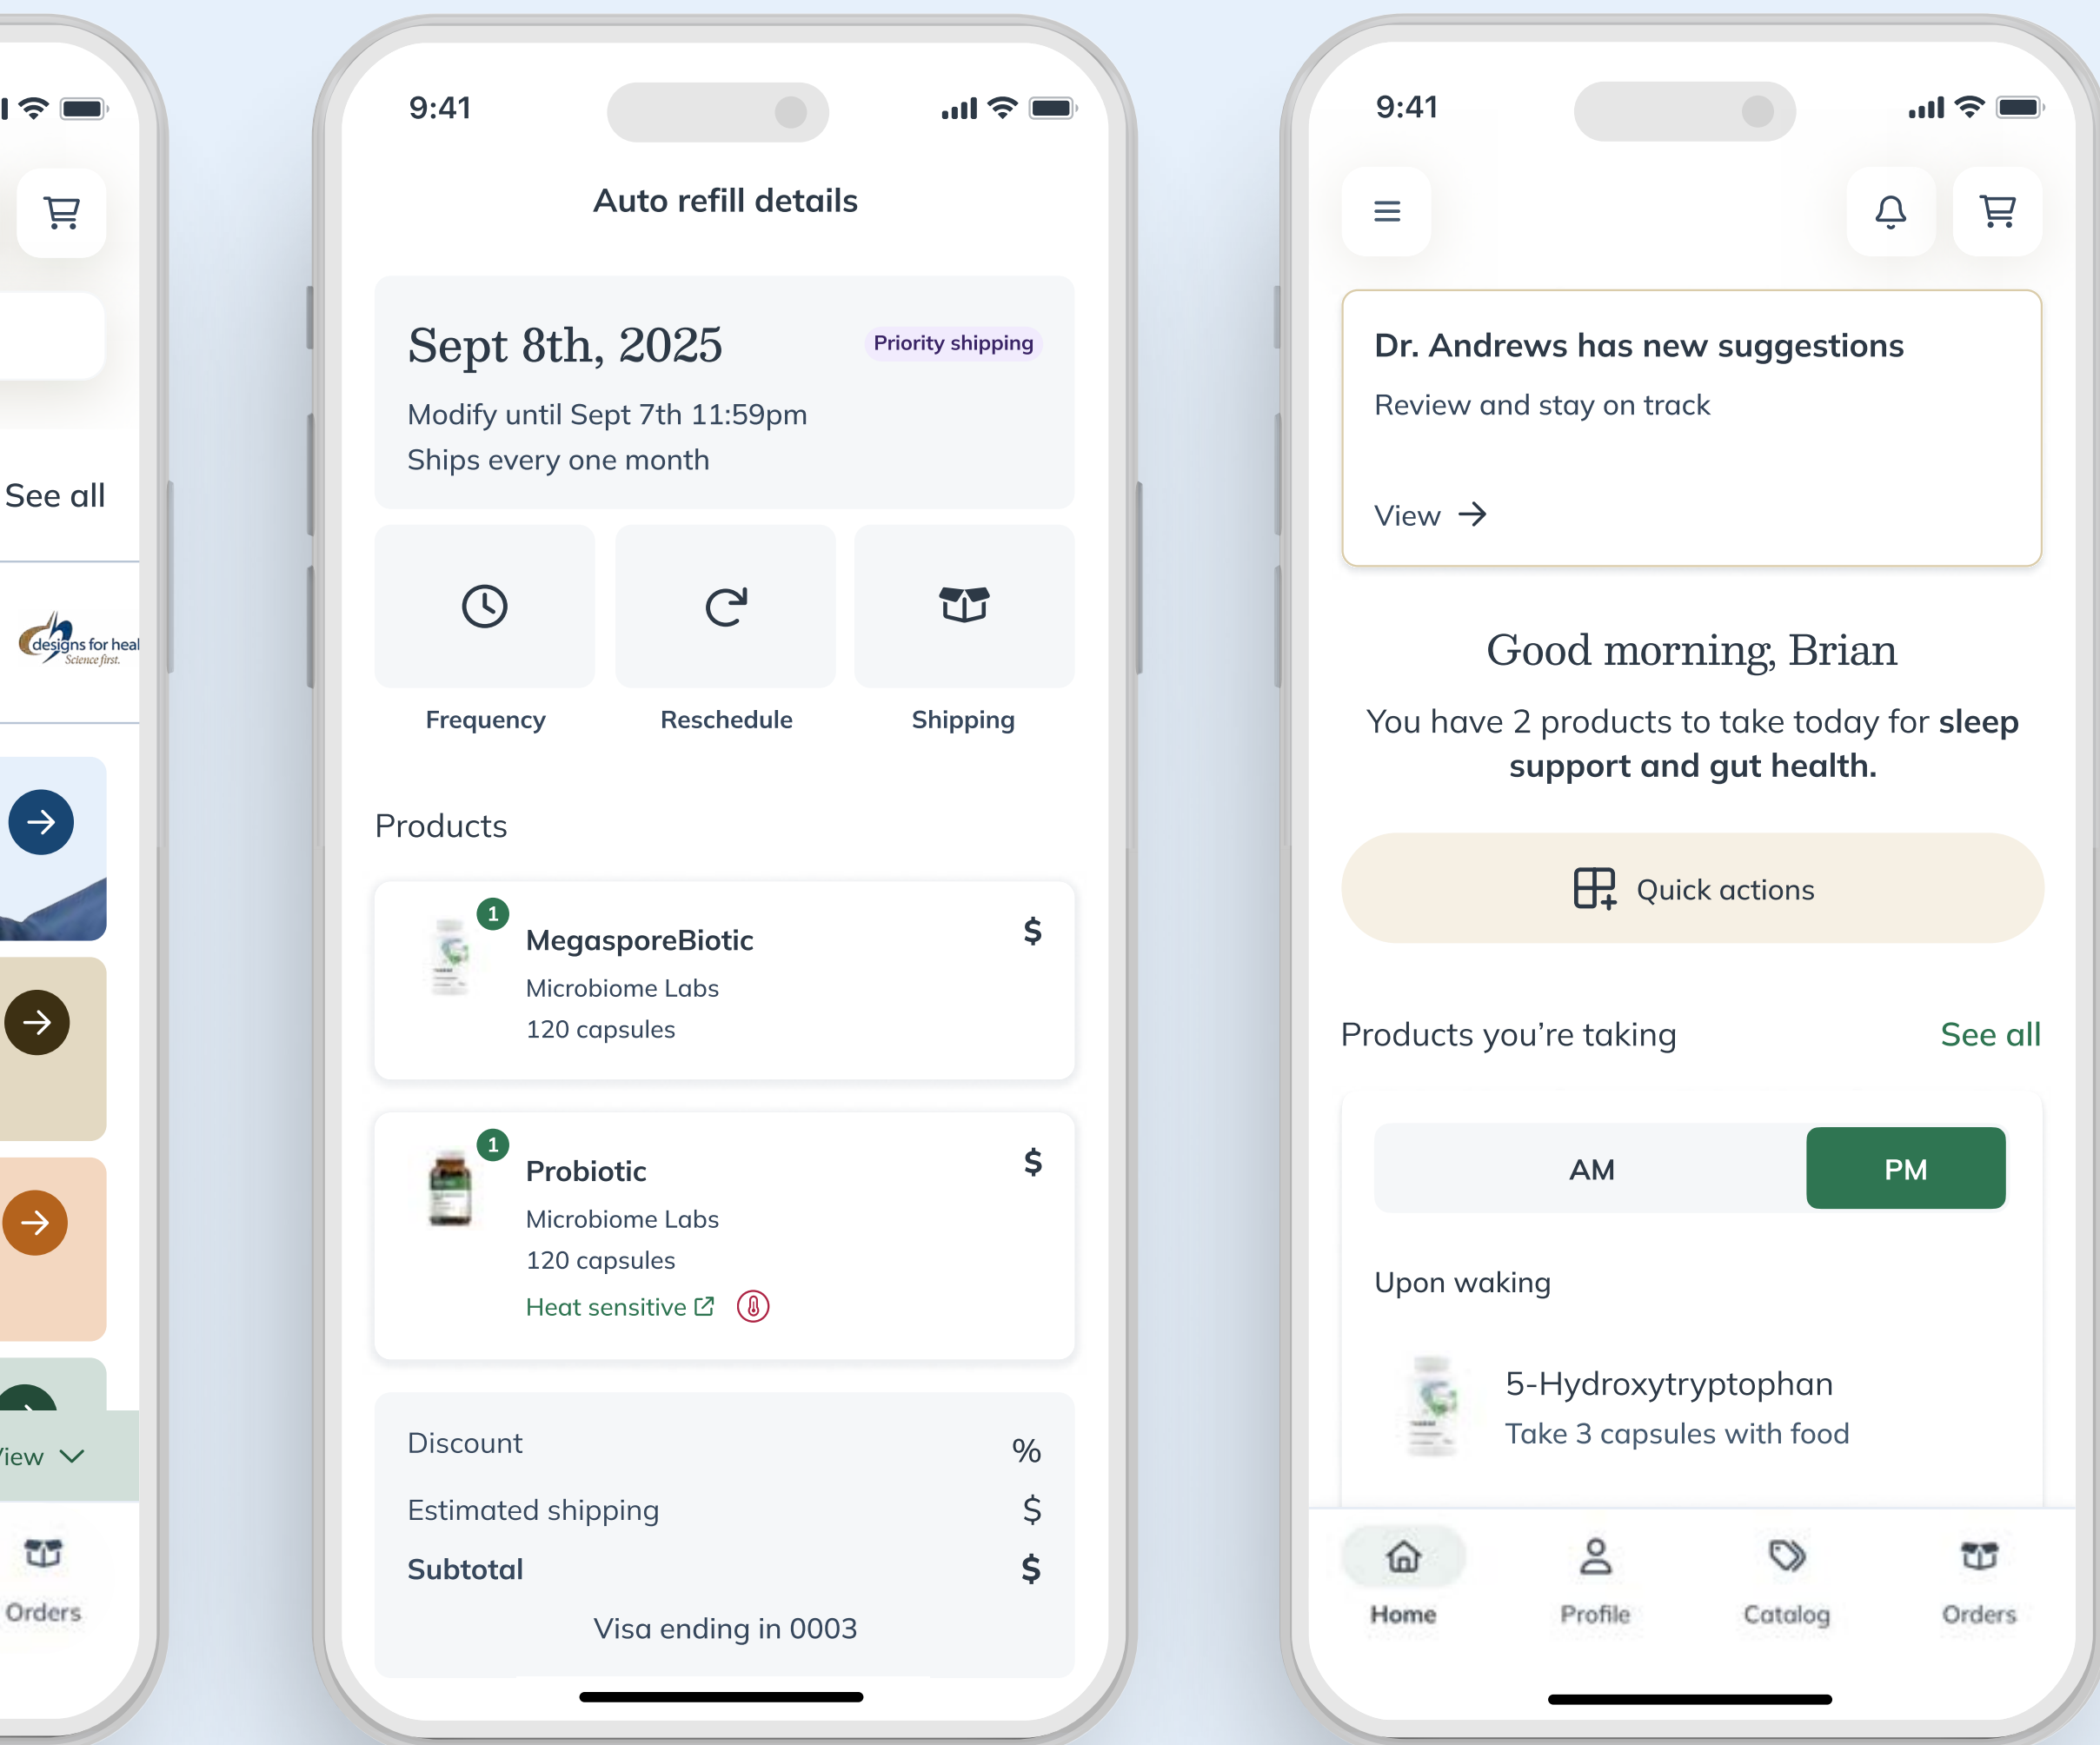 See all
designs for heal
Science first.
View
Orders
9:41
Auto refill details
Sept 8th, 2025
Priority shipping
Modify until Sept 7th 11:59pm
Ships every one month
Frequency
Reschedule
Shipping
Products
1
MegasporeBiotic
$
Microbiome Labs
120 capsules
1
Probiotic
$
Microbiome Labs
120 capsules
Heat sensitive
Discount
%
Estimated shipping
$
Subtotal
$
Visa ending in 0003
9:41
Dr. Andrews has new suggestions
Review and stay on track
View
Good morning, Brian
You have 2 products to take today for sleep
support and gut health.
Quick actions
Products you’re taking
See all
AM
PM
Upon waking
5-Hydroxytryptophan
Take 3 capsules with food
Home
Profile
Catalog
Orders